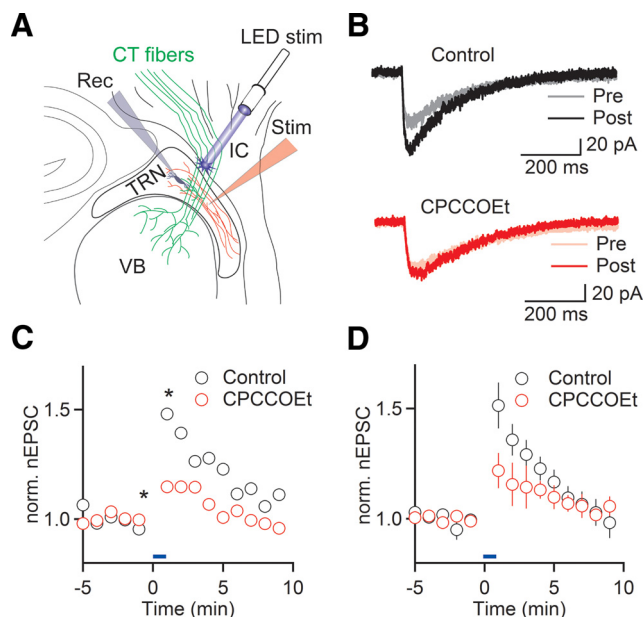 A
LED stim
CT fibers
Rec
Stim
IC
TRN
VB
B
Control
Pre
Post
20 pA
200 ms
CPCCOEt
Pre
Post
20 pA
200 ms
C
Control
CPCCOEt
*
*
norm. nEPSC
1.5
1.0
-5 0 5 10
Time (min)
D
Control
CPCCOEt
norm. nEPSC
1.5
1.0
-5 0 5 10
Time (min)